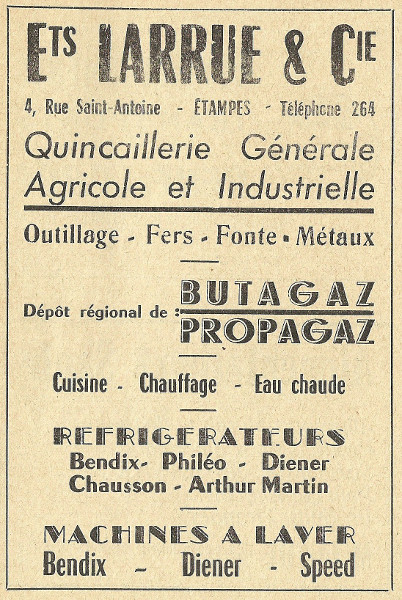 ETS LARRUE & CIE
4, Rue Saint-Antoine - ÉTAMPES - Téléphone 264
Quincaillerie Générale
Agricole et Industrielle
Outillage - Fers - Fonte - Métaux
Dépôt régional de : BUTAGAZ
PROPAGAZ
Cuisine - Chauffage - Eau chaude
REFRIGERATEURS
Bendix- Philéo - Diener
Chausson - Arthur Martin
MACHINES A LAVER
Bendix - Diener - Speed